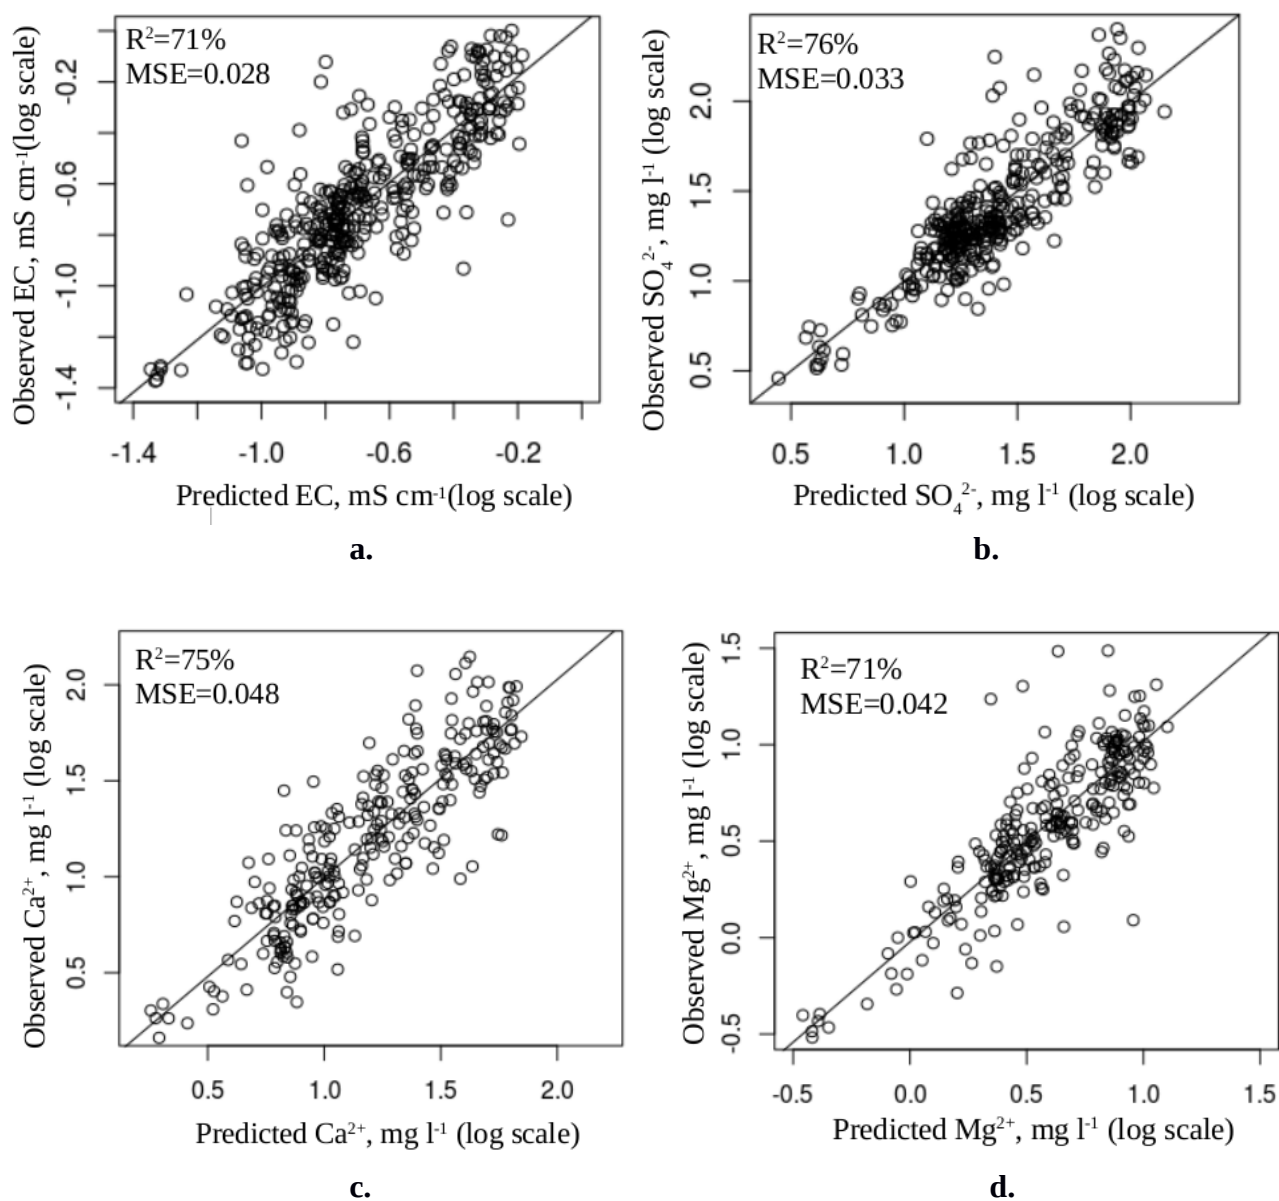 R²=71%
MSE=0.028
Observed EC, mS cm⁻¹(log scale)
-0.2
-0.6
-1.0
-1.4
-1.4 -1.0 -0.6 -0.2
Predicted EC, mS cm⁻¹(log scale)
a.
R²=76%
MSE=0.033
Observed SO₄²⁻, mg l⁻¹ (log scale)
2.0
1.5
1.0
0.5
0.5 1.0 1.5 2.0
Predicted SO₄²⁻, mg l⁻¹ (log scale)
b.
R²=75%
MSE=0.048
Observed Ca²⁺, mg l⁻¹ (log scale)
2.0
1.5
1.0
0.5
0.5 1.0 1.5 2.0
Predicted Ca²⁺, mg l⁻¹ (log scale)
c.
R²=71%
MSE=0.042
Observed Mg²⁺, mg l⁻¹ (log scale)
1.5
1.0
0.5
0.0
-0.5
-0.5 0.0 0.5 1.0 1.5
Predicted Mg²⁺, mg l⁻¹ (log scale)
d.